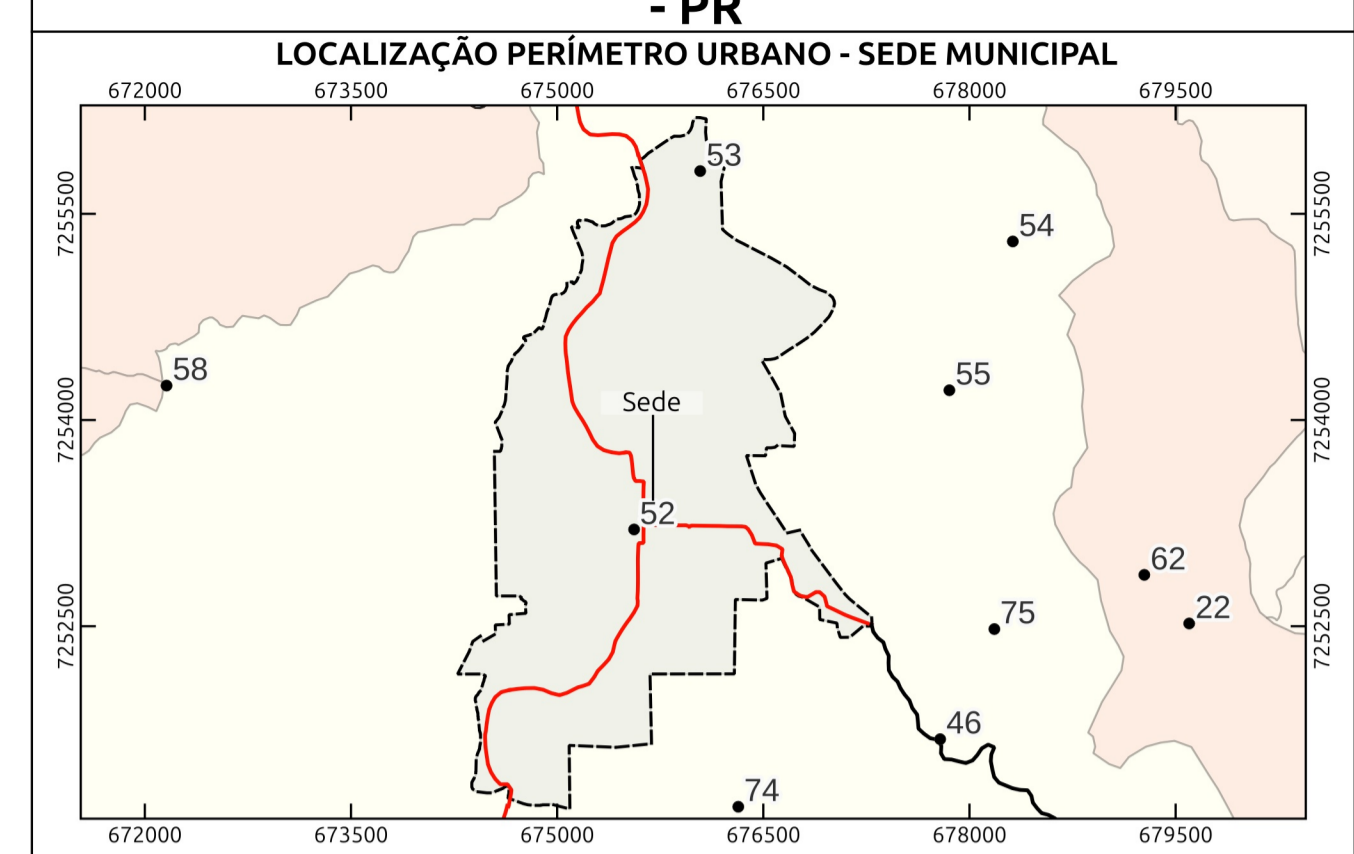 - PR
LOCALIZAÇÃO PERÍMETRO URBANO - SEDE MUNICIPAL
672000 673500 675000 676500 678000 679500
53
7255500 7255500
54
58
55
Sede
7254000 7254000
52
62
22
75
7252500 7252500
46
74
672000 673500 675000 676500 678000 679500